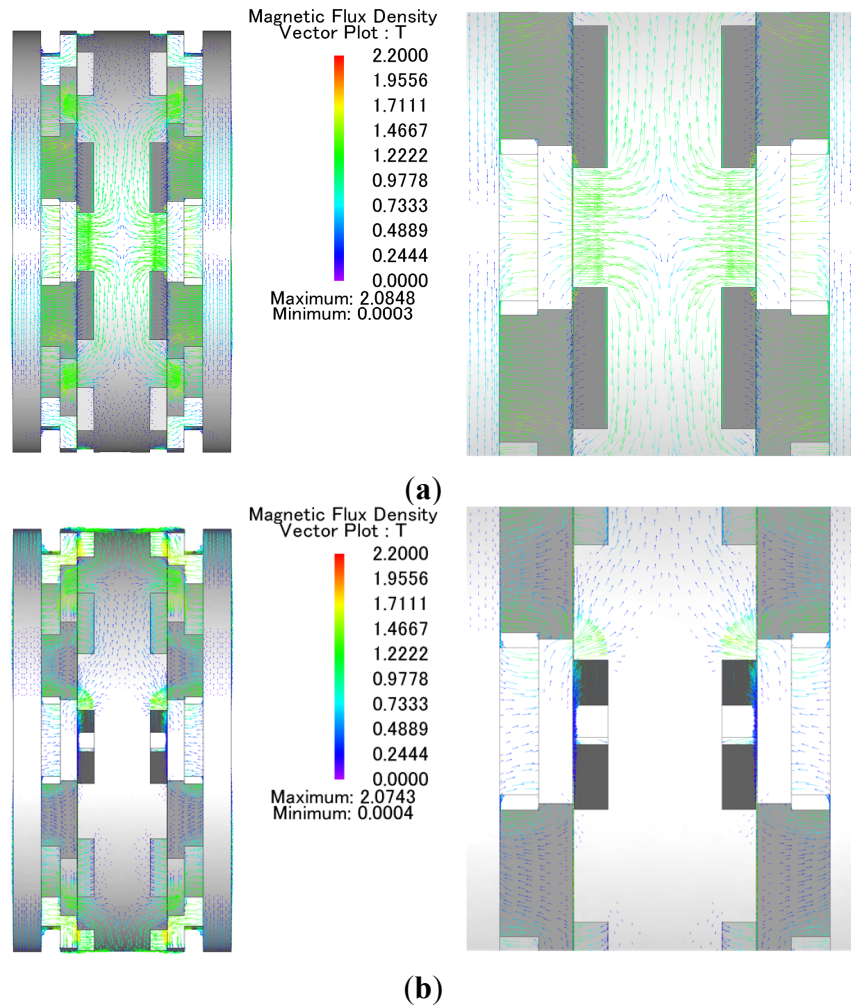 Magnetic Flux Density
Vector Plot : T
2.2000
1.9556
1.7111
1.4667
1.2222
0.9778
0.7333
0.4889
0.2444
0.0000
Maximum: 2.0848
Minimum: 0.0003
(a)
Magnetic Flux Density
Vector Plot : T
2.2000
1.9556
1.7111
1.4667
1.2222
0.9778
0.7333
0.4889
0.2444
0.0000
Maximum: 2.0743
Minimum: 0.0004
(b)